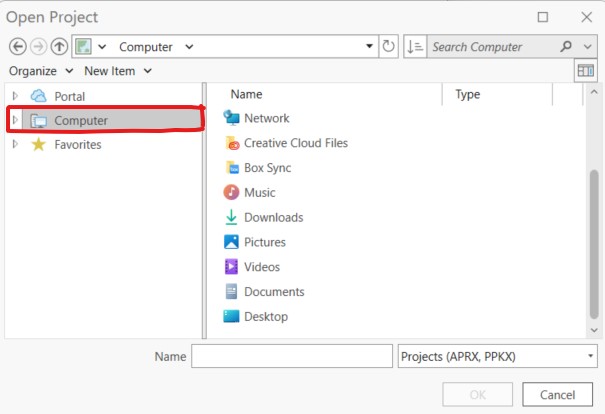 Open Project
Computer
Search Computer
Organize New Item
Portal
Computer
Favorites
Name Type
Network
Creative Cloud Files
Box Sync
Music
Downloads
Pictures
Videos
Documents
Desktop
Name
Projects (APRX, PPKX)
OK Cancel